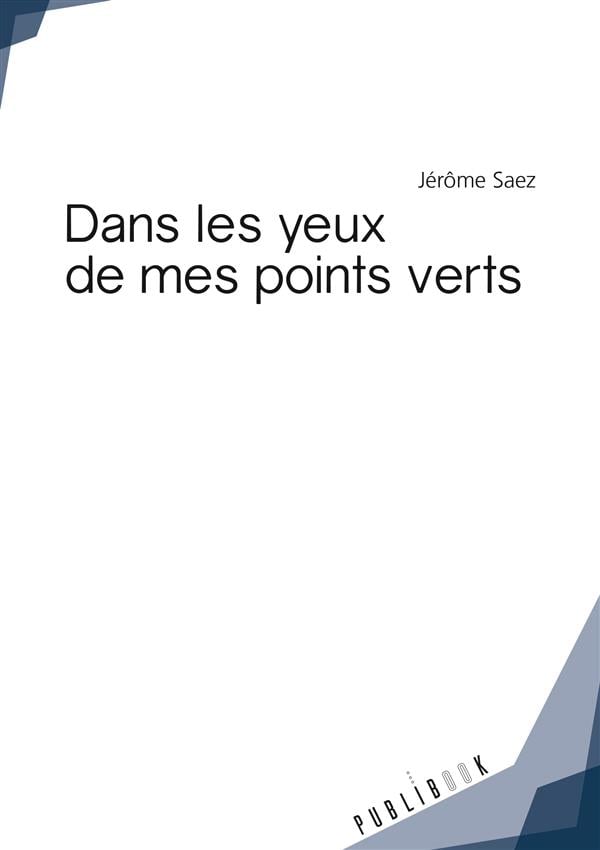 Jérôme Saez
Dans les yeux
de mes points verts
PUBLIBOOK